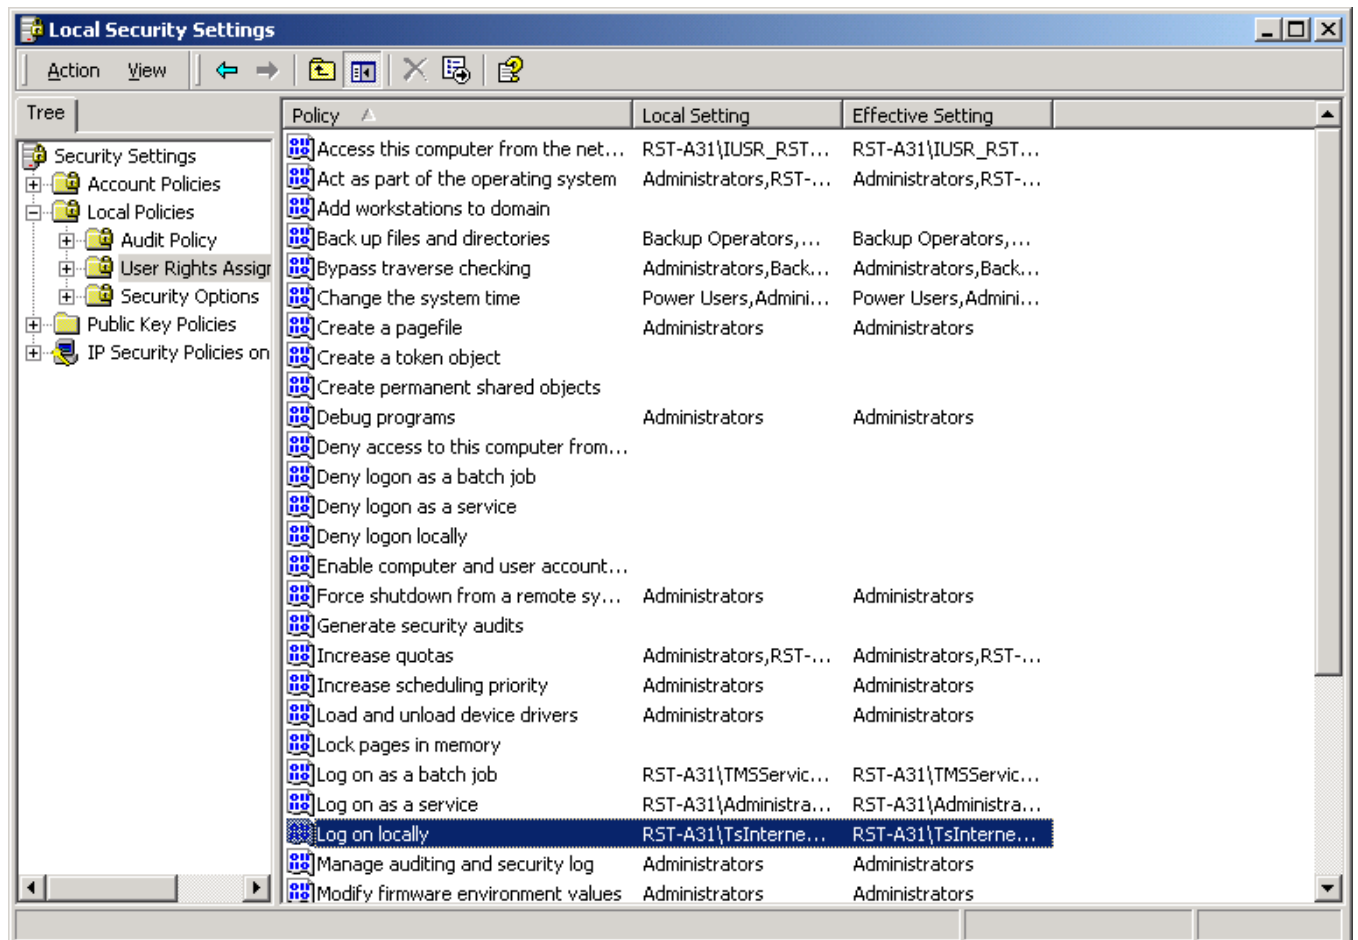 Local Security Settings
Action View
Tree
Security Settings
Account Policies
Local Policies
Audit Policy
User Rights Assigr
Security Options
Public Key Policies
IP Security Policies on
Policy Local Setting Effective Setting
Access this computer from the net... RST-A31\IUSR_RST... RST-A31\IUSR_RST...
Act as part of the operating system Administrators,RST-... Administrators,RST-...
Add workstations to domain
Back up files and directories Backup Operators,... Backup Operators,...
Bypass traverse checking Administrators,Back... Administrators,Back...
Change the system time Power Users,Admini... Power Users,Admini...
Create a pagefile Administrators Administrators
Create a token object
Create permanent shared objects
Debug programs Administrators Administrators
Deny access to this computer from...
Deny logon as a batch job
Deny logon as a service
Deny logon locally
Enable computer and user account...
Force shutdown from a remote sy... Administrators Administrators
Generate security audits
Increase quotas Administrators,RST-... Administrators,RST-...
Increase scheduling priority Administrators Administrators
Load and unload device drivers Administrators Administrators
Lock pages in memory
Log on as a batch job RST-A31\TMSServic... RST-A31\TMSServic...
Log on as a service RST-A31\Administra... RST-A31\Administra...
Log on locally RST-A31\TsInterne... RST-A31\TsInterne...
Manage auditing and security log Administrators Administrators
Modify firmware environment values Administrators Administrators